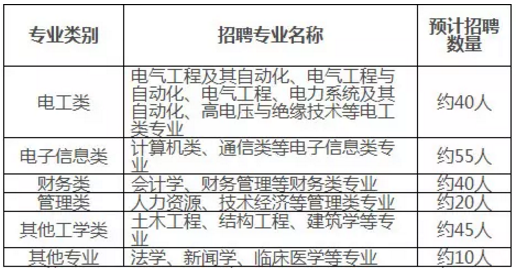 专业类别
招聘专业名称
预计招聘
数量
电工类
电气工程及其自动化、电气工程与
自动化、电气工程、电力系统及其
自动化、高电压与绝缘技术等电工
类专业
约40人
电子信息类
计算机类、通信类等电子信息类专
业
约55人
财务类
会计学、财务管理等财务类专业
约40人
管理类
人力资源、技术经济等管理类专业
约20人
其他工学类
土木工程、结构工程、建筑学等专
业
约45人
其他专业
法学、新闻学、临床医学等专业
约10人